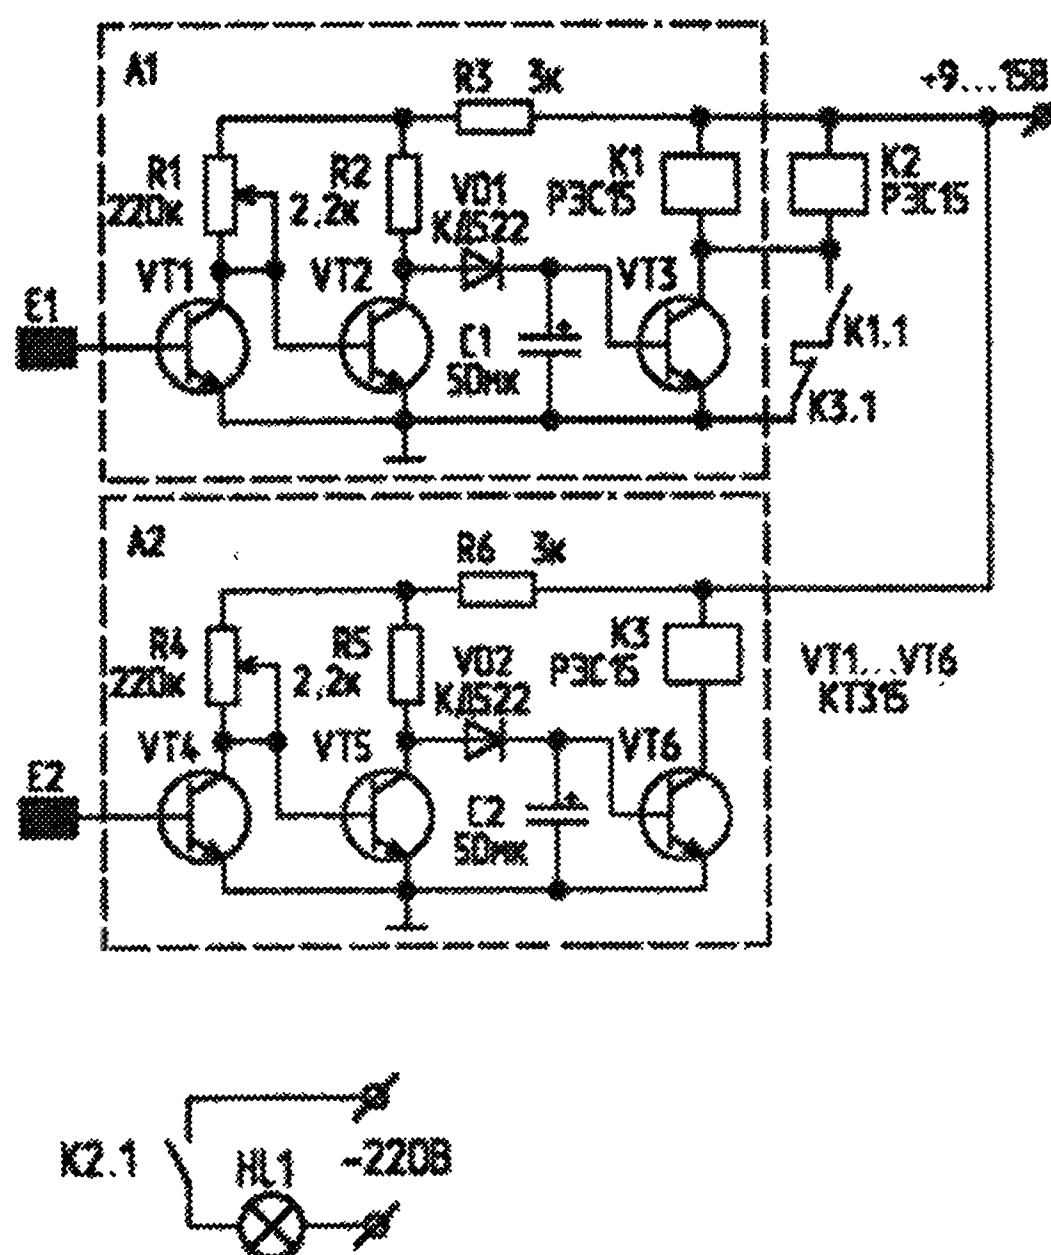 A1
R3 3к
+9...15В
R1
220к
R2
2,2к
VD1
КД522
K1
РЭС15
K2
РЭС15
VT1
VT2
VT3
E1
C1
+
50мк
K1.1
K3.1
A2
R6 3к
R4
220к
R5
2,2к
VD2
КД522
K3
РЭС15
VT1...VT6
КТ315
VT4
VT5
VT6
E2
C2
+
50мк
K2.1
HL1
~220В